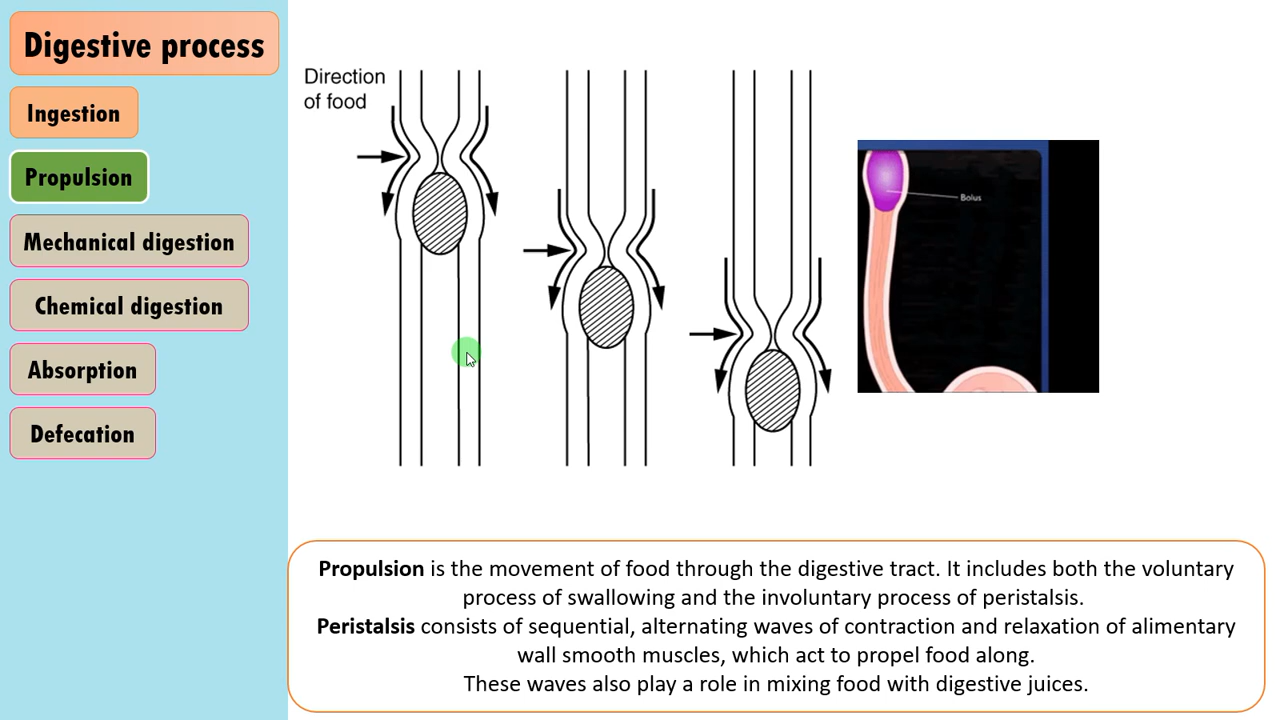 Digestive process
Ingestion
Propulsion
Mechanical digestion
Chemical digestion
Absorption
Defecation
Direction
of food
Bolus
Propulsion is the movement of food through the digestive tract. It includes both the voluntary
process of swallowing and the involuntary process of peristalsis.
Peristalsis consists of sequential, alternating waves of contraction and relaxation of alimentary
wall smooth muscles, which act to propel food along.
These waves also play a role in mixing food with digestive juices.